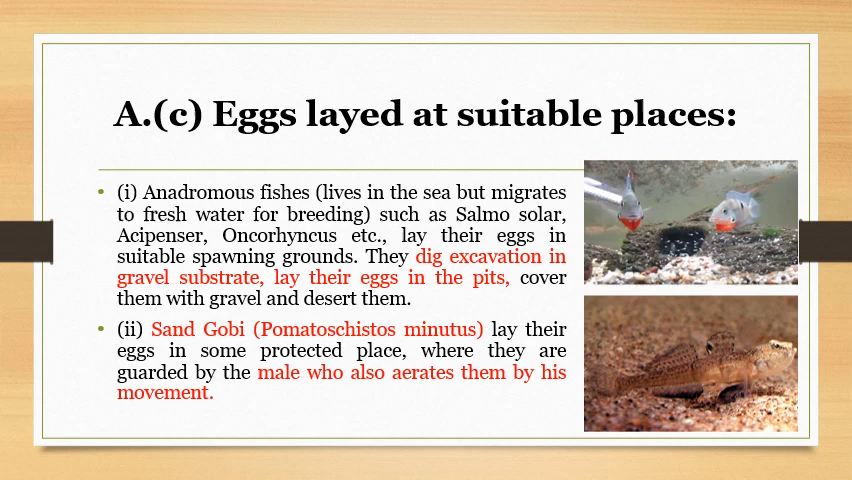 A.(c) Eggs layed at suitable places:
• (i) Anadromous fishes (lives in the sea but migrates
to fresh water for breeding) such as Salmo solar,
Acipenser, Oncorhyncus etc., lay their eggs in
suitable spawning grounds. They dig excavation in
gravel substrate, lay their eggs in the pits, cover
them with gravel and desert them.
• (ii) Sand Gobi (Pomatoschistos minutus) lay their
eggs in some protected place, where they are
guarded by the male who also aerates them by his
movement.